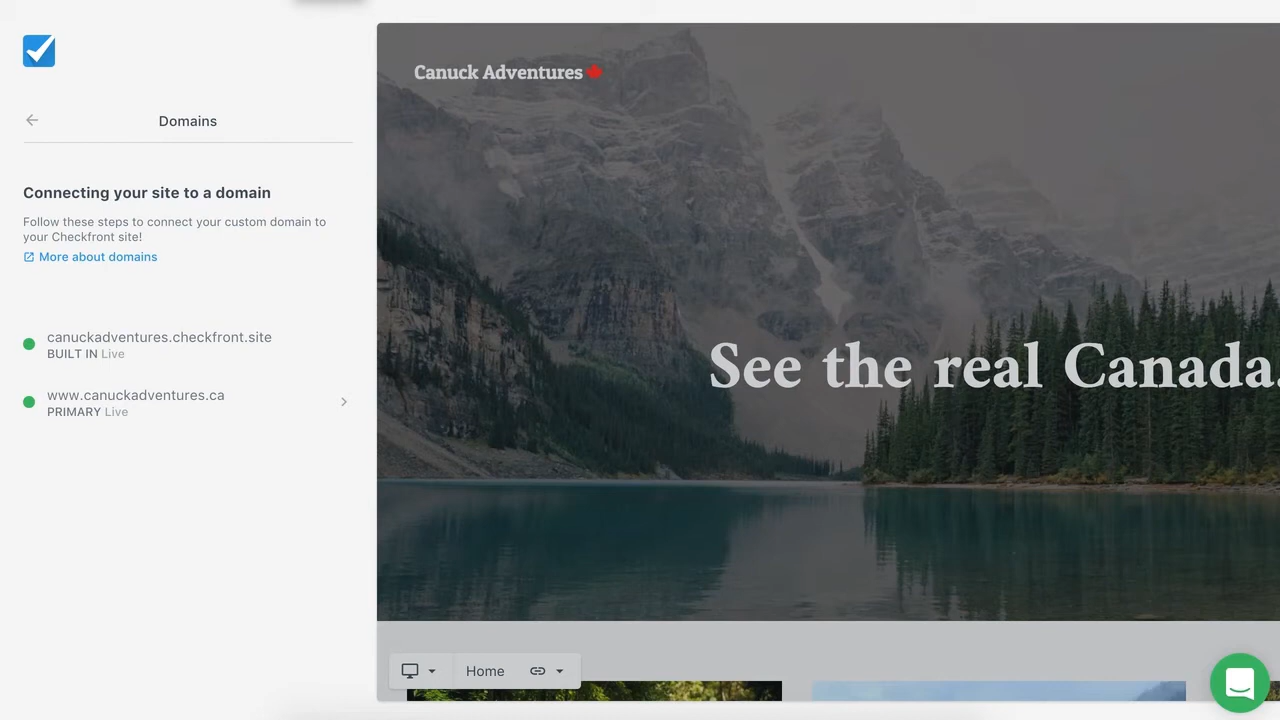 Canuck Adventures
Domains
Connecting your site to a domain
Follow these steps to connect your custom domain to
your Checkfront site!
More about domains
canuckadventures.checkfront.site
BUILT IN Live
www.canuckadventures.ca
PRIMARY Live
See the real Canada.
Home